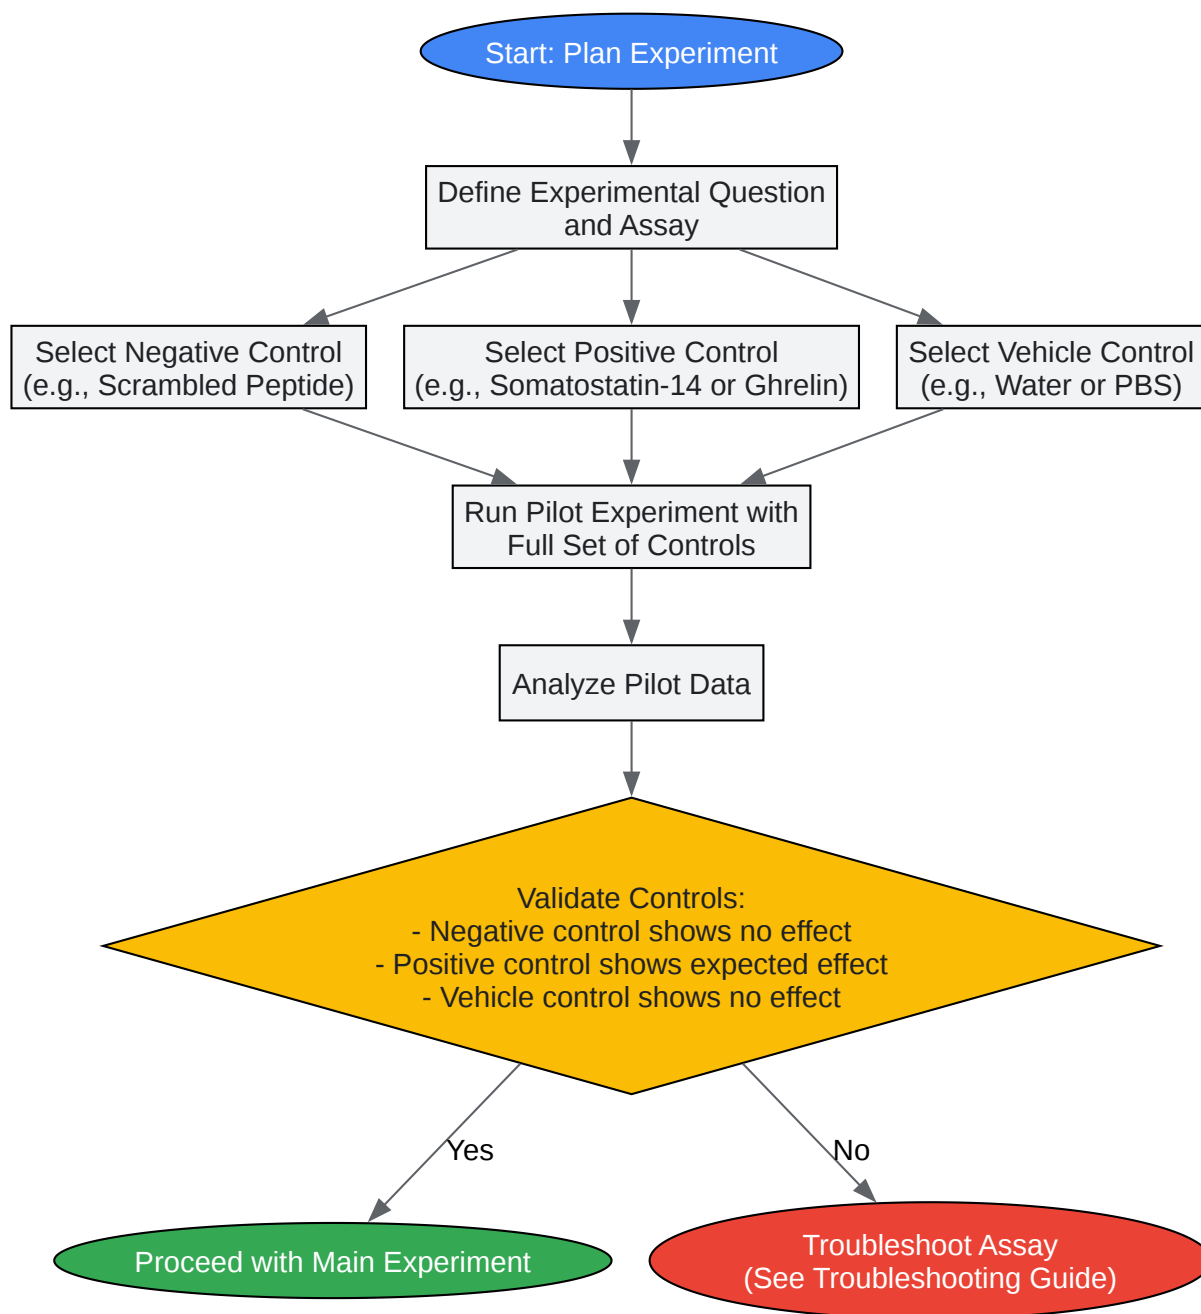 Start: Plan Experiment
Define Experimental Question
and Assay
Select Negative Control
(e.g., Scrambled Peptide)
Select Positive Control
(e.g., Somatostatin-14 or Ghrelin)
Select Vehicle Control
(e.g., Water or PBS)
Run Pilot Experiment with
Full Set of Controls
Analyze Pilot Data
Validate Controls:
- Negative control shows no effect
- Positive control shows expected effect
- Vehicle control shows no effect
Yes
No
Proceed with Main Experiment
Troubleshoot Assay
(See Troubleshooting Guide)